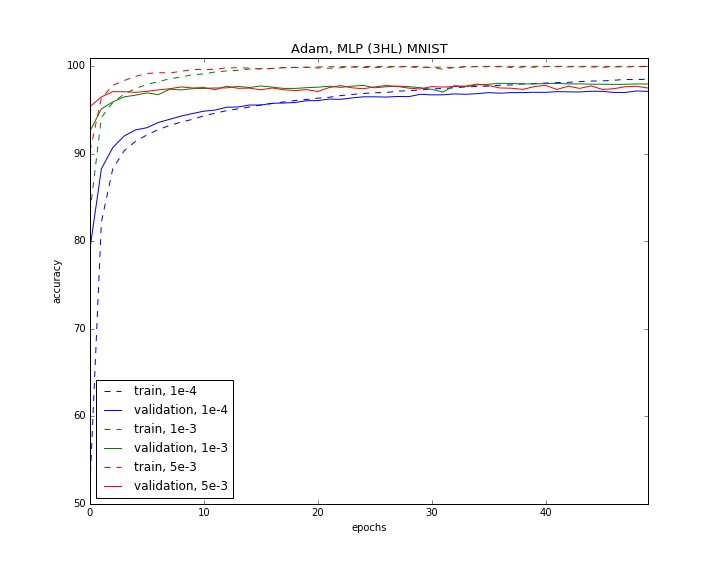 Adam, MLP (3HL) MNIST
100
90
80
70
60
50
accuracy
train, 1e-4
validation, 1e-4
train, 1e-3
validation, 1e-3
train, 5e-3
validation, 5e-3
0 10 20 30 40
epochs